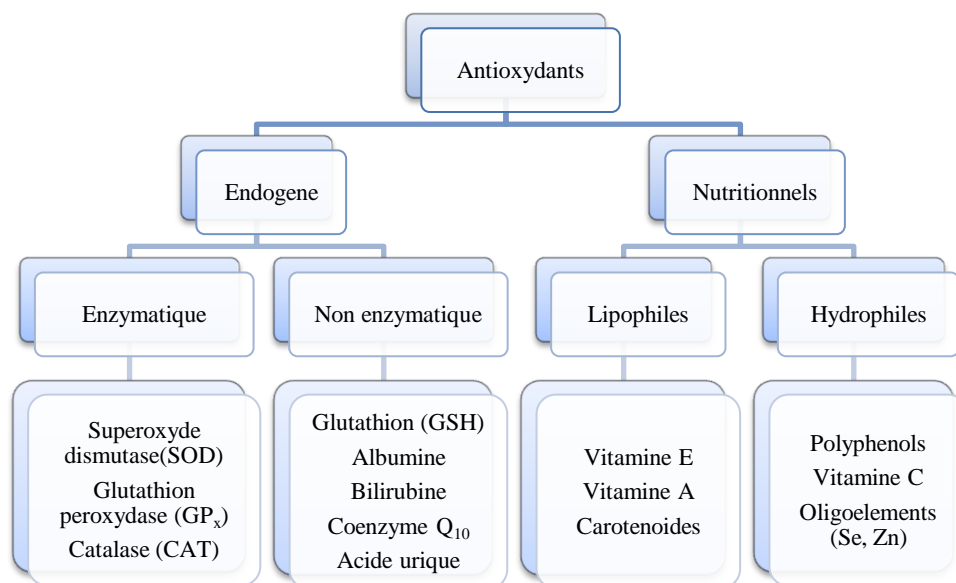 Antioxydants
Endogene
Nutritionnels
Enzymatique
Non enzymatique
Lipophiles
Hydrophiles
Superoxyde
dismutase(SOD)
Glutathion
peroxydase (GPx)
Catalase (CAT)
Glutathion (GSH)
Albumine
Bilirubine
Coenzyme Q10
Acide urique
Vitamine E
Vitamine A
Carotenoides
Polyphenols
Vitamine C
Oligoelements
(Se, Zn)